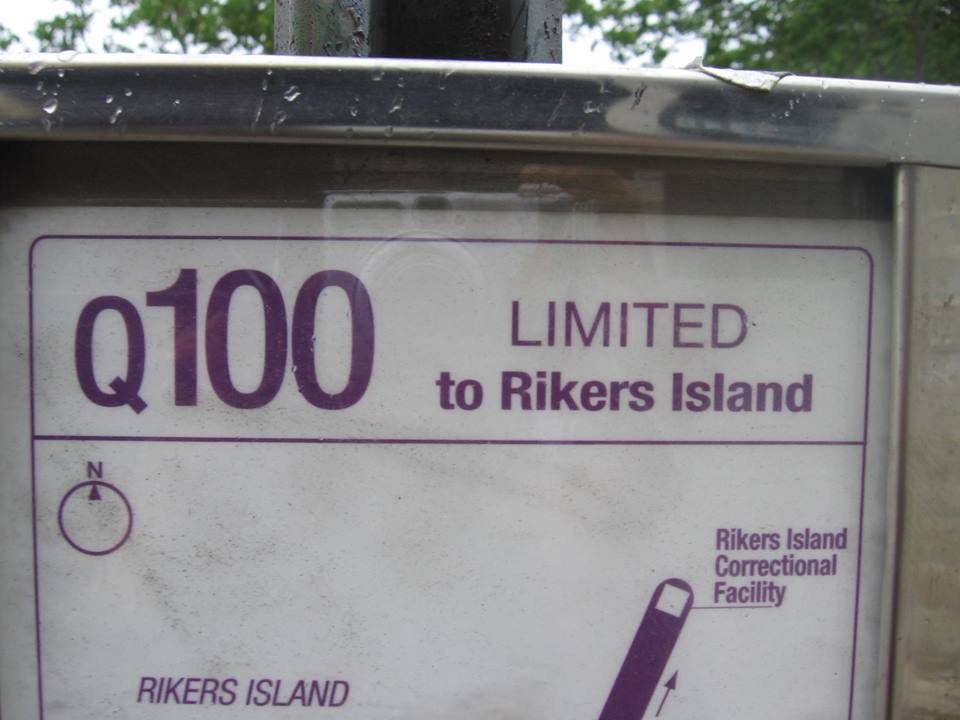 Q100
LIMITED
to Rikers Island
N
Rikers Island
Correctional
Facility
RIKERS ISLAND